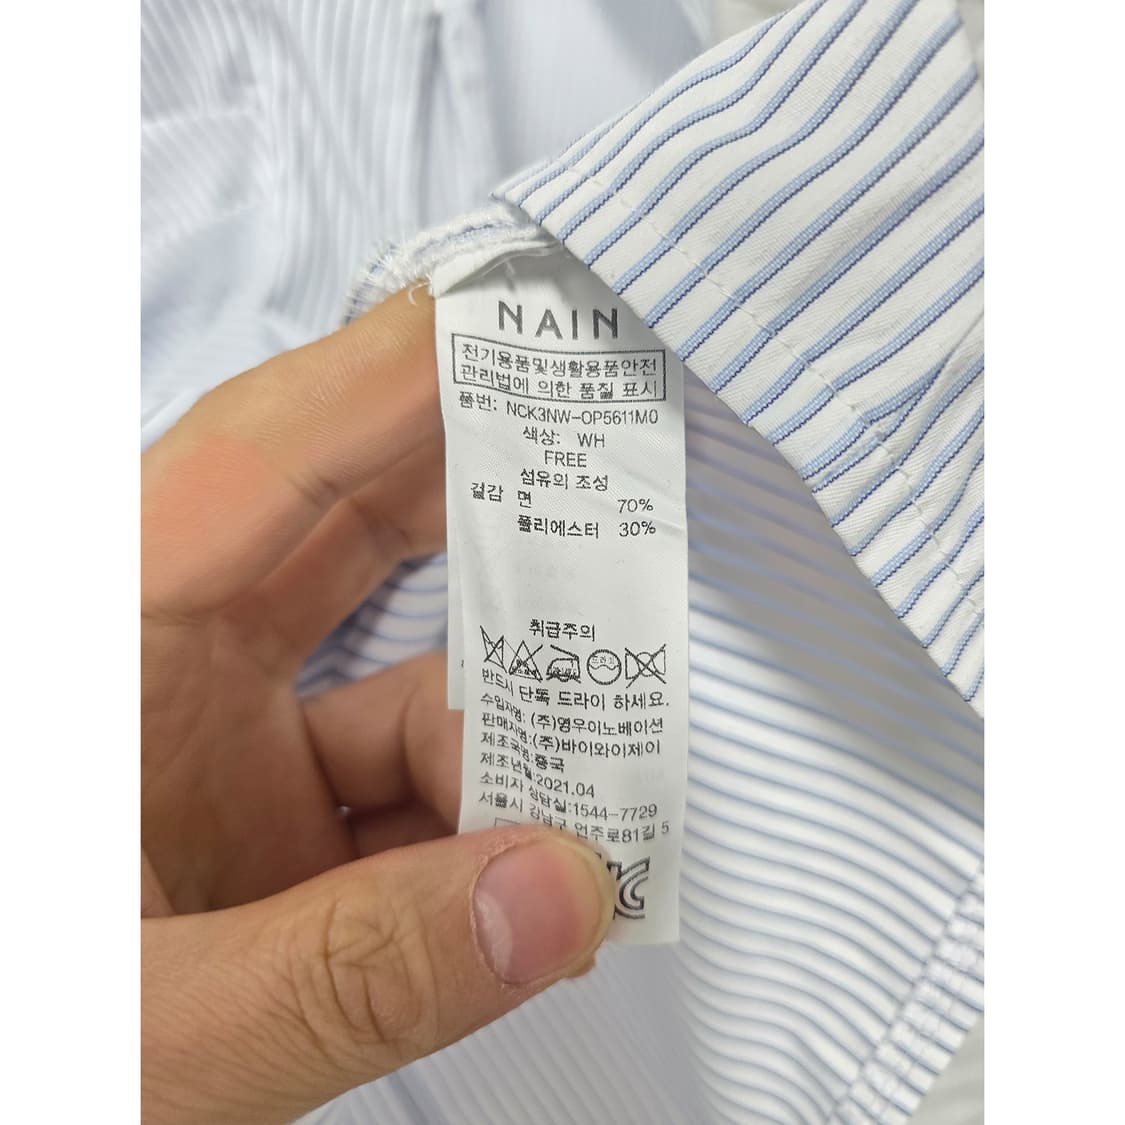 NAIN
전기용품및생활용품안전
관리법에 의한 품질 표시
품번: NCK3NW-OP5611M0
색상: WH
FREE
섬유의 조성
겉감 면 70%
폴리에스터 30%
취급주의
드라이
반드시 단독 드라이 하세요.
수입자명: (주)영우이노베이션
판매자명:(주)바이와이제이
제조국명:중국
제조년월:2021.04
소비자 상담실:1544-7729
서울시 강남구 언주로81길 5